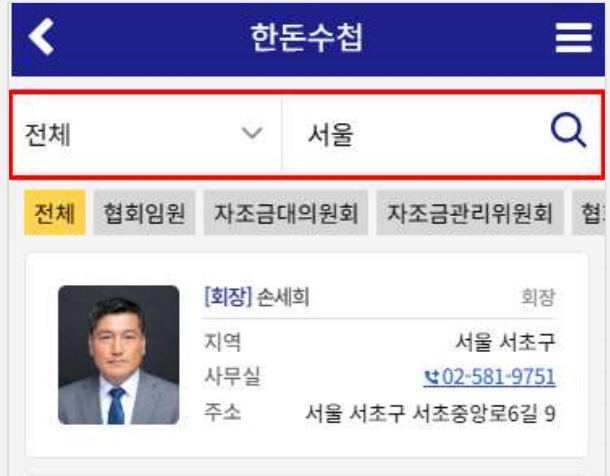 한돈수첩
전체 서울
전체 협회임원 자조금대의원회 자조금관리위원회
[회장] 손세희 회장
지역 서울 서초구
사무실 02-581-9751
주소 서울 서초구 서초중앙로6길 9